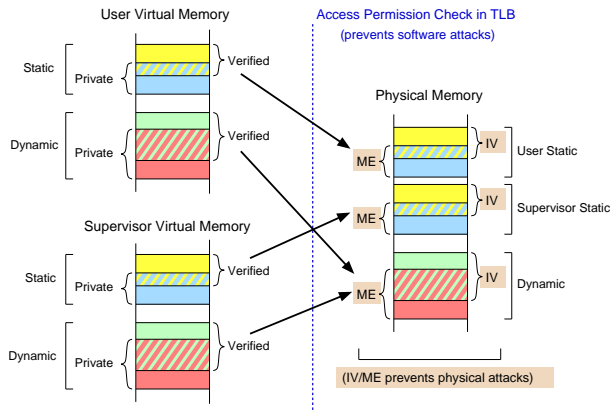 User Virtual Memory
Static
Private
Verified
Dynamic
Private
Verified
Supervisor Virtual Memory
Static
Private
Verified
Dynamic
Private
Verified
Access Permission Check in TLB
(prevents software attacks)
Physical Memory
ME
IV
User Static
ME
IV
Supervisor Static
ME
IV
Dynamic
(IV/ME prevents physical attacks)